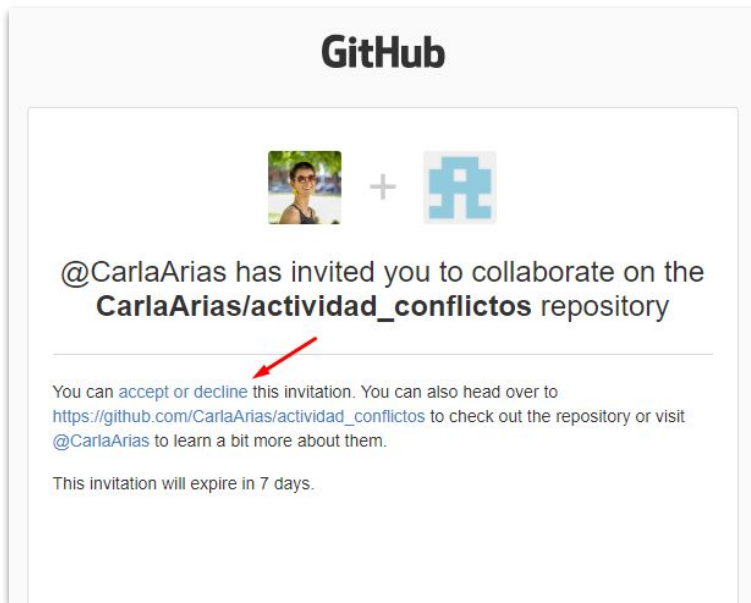 GitHub
@CarlaArias has invited you to collaborate on the
CarlaArias/actividad_conflictos repository
You can accept or decline this invitation. You can also head over to
https://github.com/CarlaArias/actividad_conflictos to check out the repository or visit
@CarlaArias to learn a bit more about them.
This invitation will expire in 7 days.